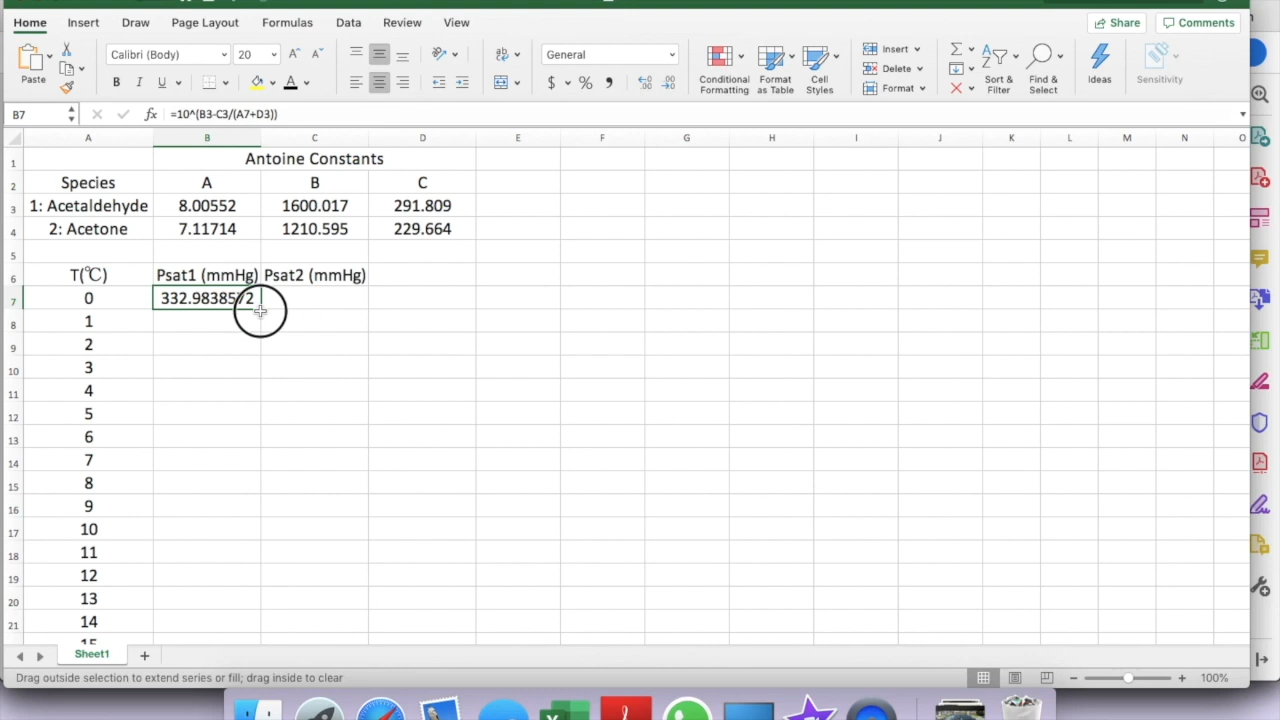 Home Insert Draw Page Layout Formulas Data Review View Share Comments
Paste Calibri (Body) 20 General Conditional Formatting Format as Table Cell Styles Insert Delete Format Sort & Filter Find & Select Ideas Sensitivity
B7 fx =10^(B3-C3/(A7+D3))
A B C D E F G H I J K L M N O
1 Antoine Constants
2 Species A B C
3 1: Acetaldehyde 8.00552 1600.017 291.809
4 2: Acetone 7.11714 1210.595 229.664
5
6 T(℃) Psat1 (mmHg) Psat2 (mmHg)
7 0 332.9838572
8 1
9 2
10 3
11 4
12 5
13 6
14 7
15 8
16 9
17 10
18 11
19 12
20 13
21 14
15
Sheet1
Drag outside selection to extend series or fill; drag inside to clear 100%